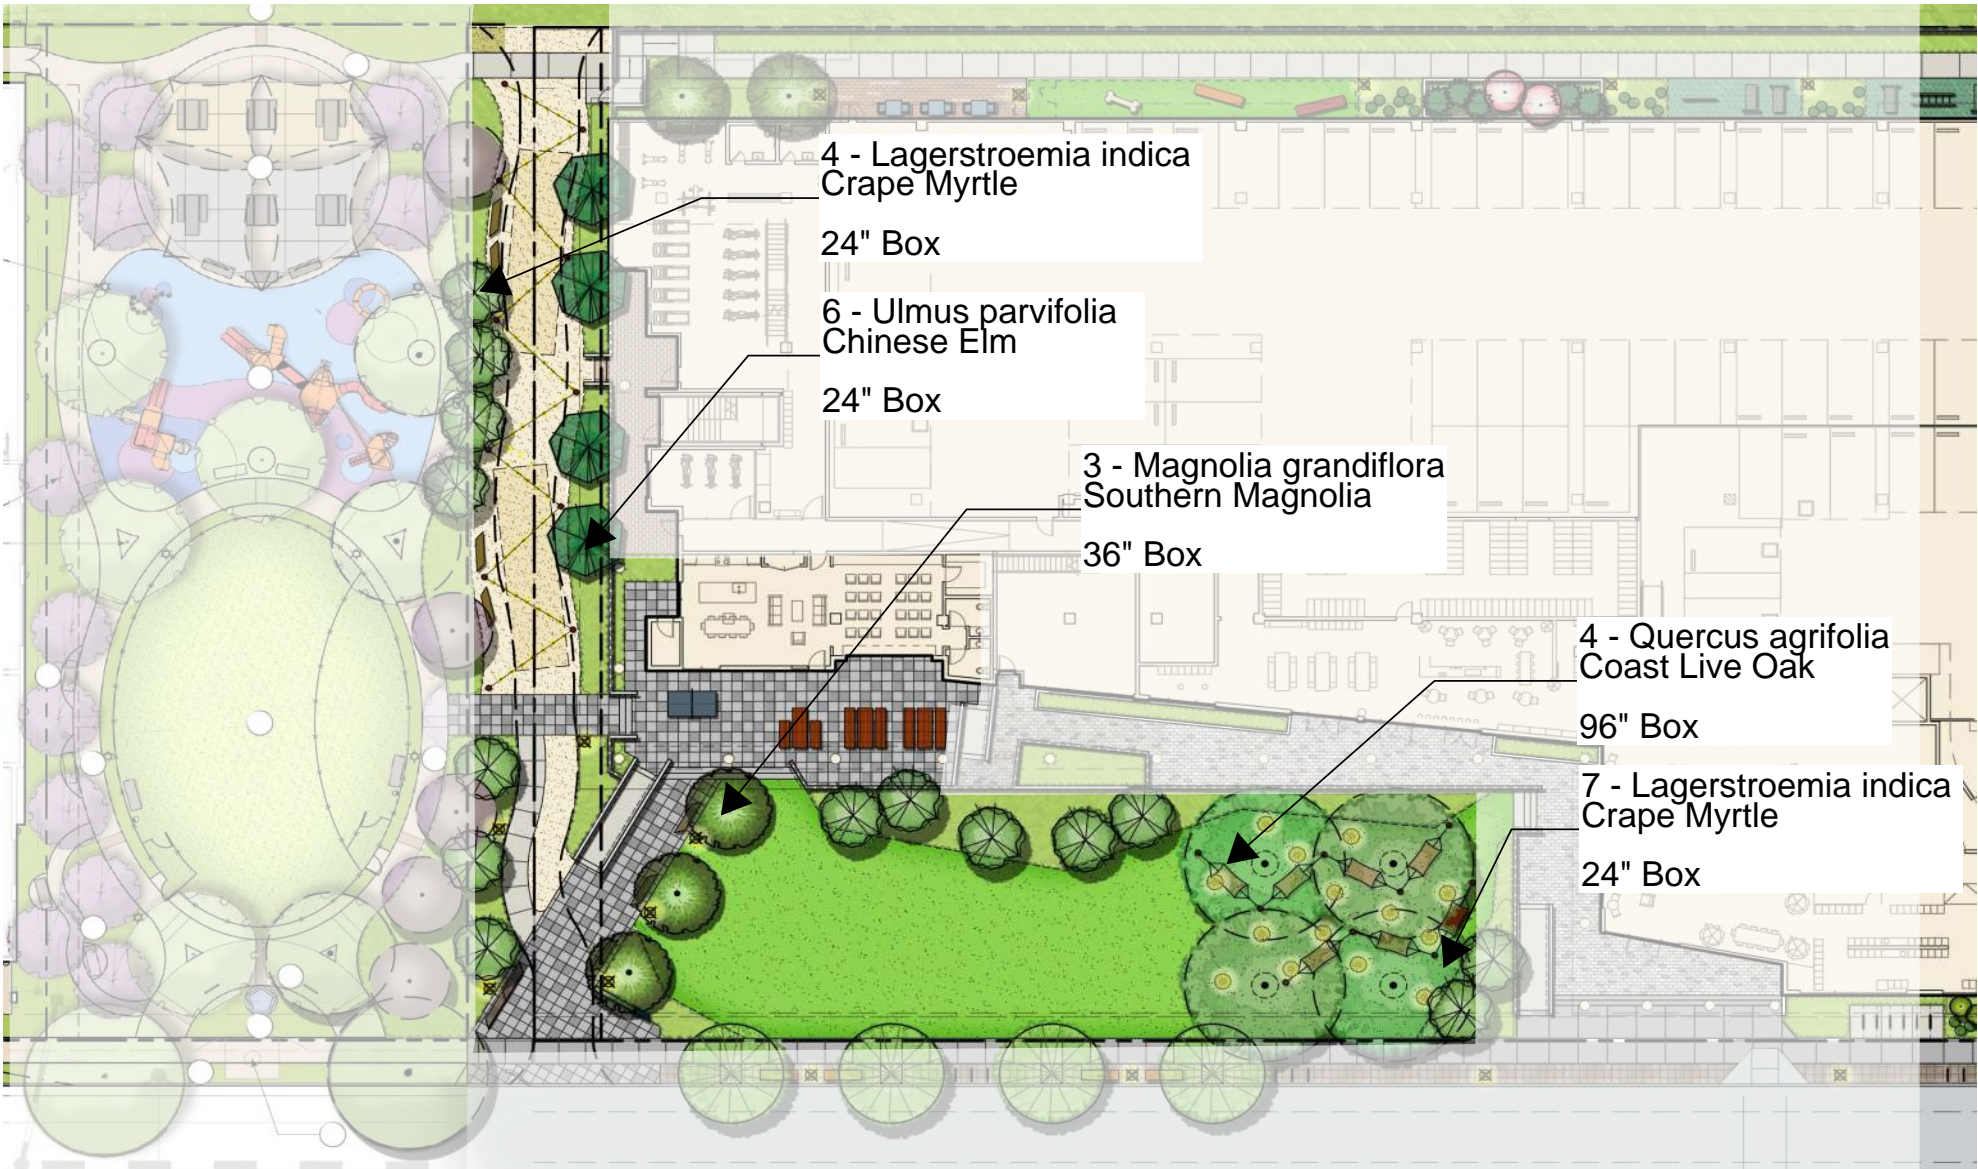 4 - Lagerstroemia indica
Crape Myrtle
24" Box
6 - Ulmus parvifolia
Chinese Elm
24" Box
3 - Magnolia grandiflora
Southern Magnolia
36" Box
4 - Quercus agrifolia
Coast Live Oak
96" Box
7 - Lagerstroemia indica
Crape Myrtle
24" Box